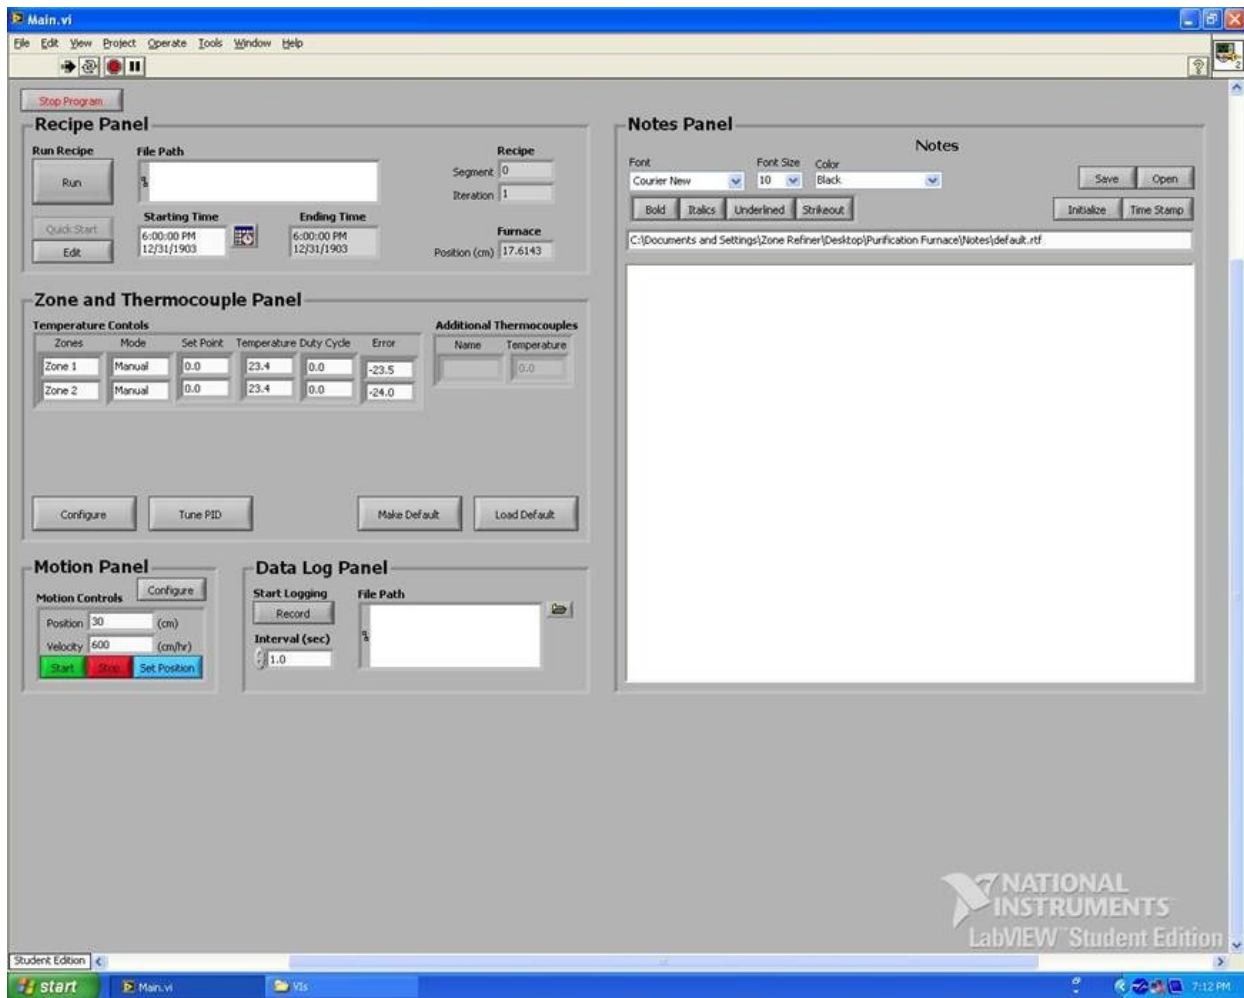 Main.vi
File Edit View Project Operate Tools Window Help
2
Stop Program
Recipe Panel
Run Recipe
File Path
Recipe
Run
Segment 0
Iteration 1
Quick Start
Edit
Starting Time
6:00:00 PM
12/31/1903
Ending Time
6:00:00 PM
12/31/1903
Furnace
Position (cm) 17.6143
Zone and Thermocouple Panel
Temperature Contols
Zones Mode Set Point Temperature Duty Cycle Error
Zone 1 Manual 0.0 23.4 0.0 -23.5
Zone 2 Manual 0.0 23.4 0.0 -24.0
Additional Thermocouples
Name Temperature
0.0
Configure Tune PID Make Default Load Default
Motion Panel
Configure
Motion Controls
Position 30 (cm)
Velocity 600 (cm/hr)
Start Stop Set Position
Data Log Panel
Start Logging
Record
Interval (sec)
1.0
File Path
Notes Panel
Notes
Font Font Size Color
Courier New 10 Black
Save Open
Bold Italics Underlined Strikeout
Initialize Time Stamp
C:\Documents and Settings\Zone Refiner\Desktop\Purification Furnace\Notes\default.rtf
NATIONAL
INSTRUMENTS
LabVIEW™ Student Edition
Student Edition
start Main.vi VIs 7:12 PM